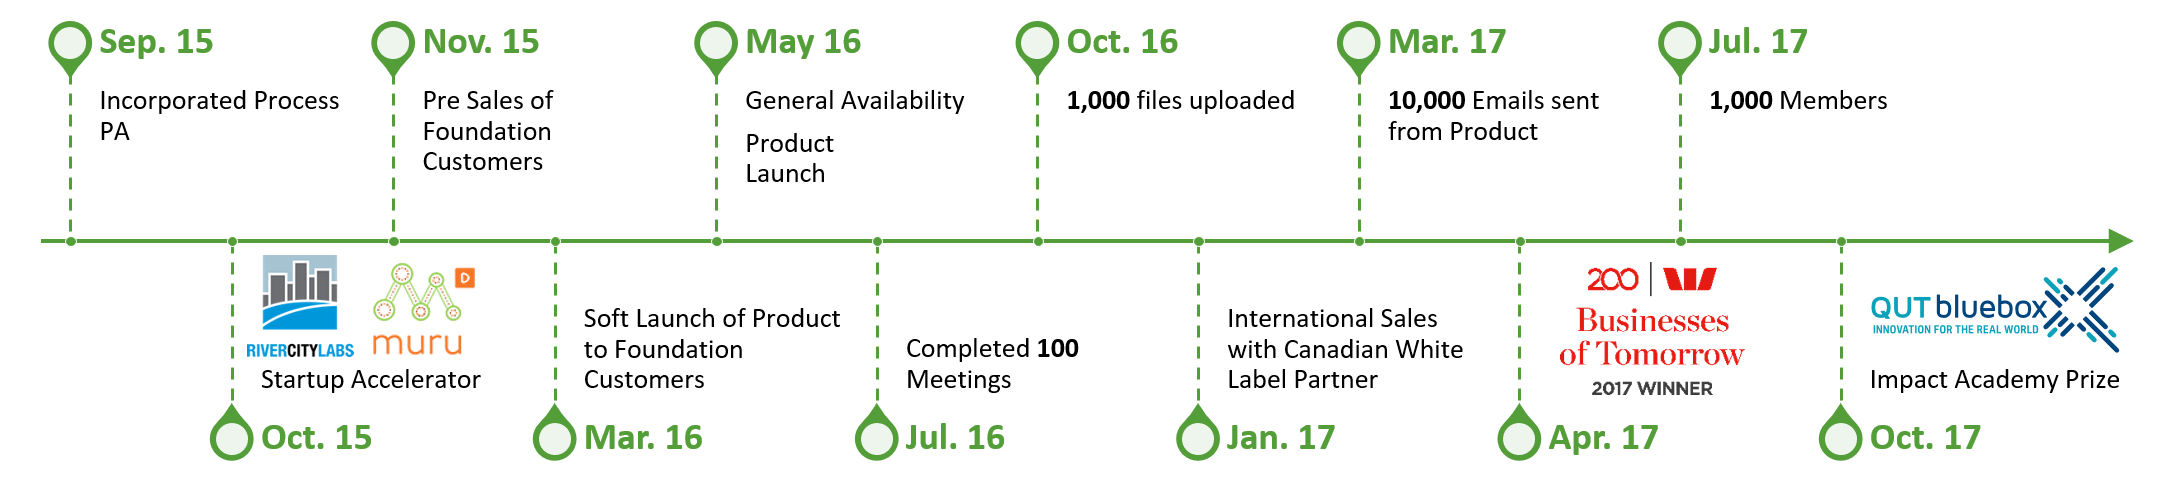 Sep. 15
Incorporated Process
PA
Nov. 15
Pre Sales of
Foundation
Customers
May 16
General Availability
Product
Launch
Oct. 16
1,000 files uploaded
Mar. 17
10,000 Emails sent
from Product
Jul. 17
1,000 Members
RIVERCITYLABS
D
muru
Startup Accelerator
Oct. 15
Soft Launch of Product
to Foundation
Customers
Mar. 16
Completed 100
Meetings
Jul. 16
International Sales
with Canadian White
Label Partner
Jan. 17
200
Businesses
of Tomorrow
2017 WINNER
Apr. 17
QUT bluebox
INNOVATION FOR THE REAL WORLD
Impact Academy Prize
Oct. 17